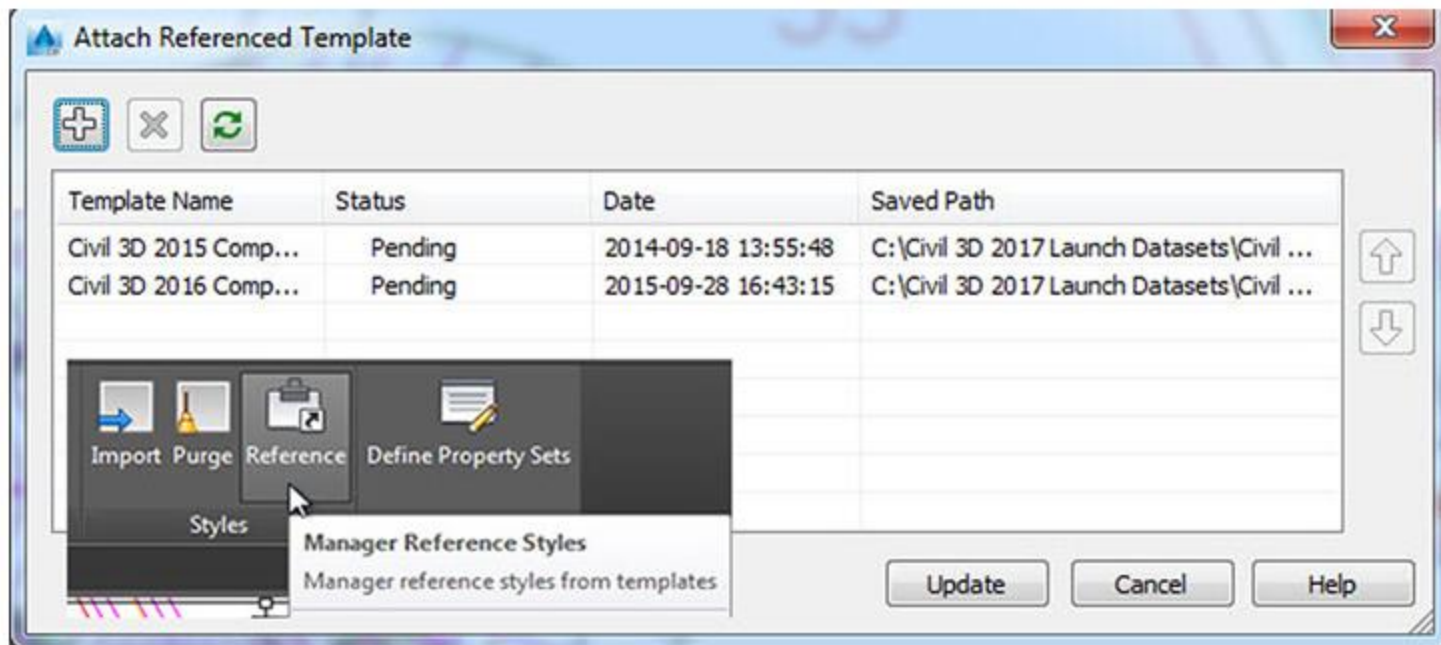 Attach Referenced Template
Template Name Status Date Saved Path
Civil 3D 2015 Comp... Pending 2014-09-18 13:55:48 C:\Civil 3D 2017 Launch Datasets\Civil ...
Civil 3D 2016 Comp... Pending 2015-09-28 16:43:15 C:\Civil 3D 2017 Launch Datasets\Civil ...
Import Purge Reference Define Property Sets
Styles
Manager Reference Styles
Manager reference styles from templates
Update Cancel Help